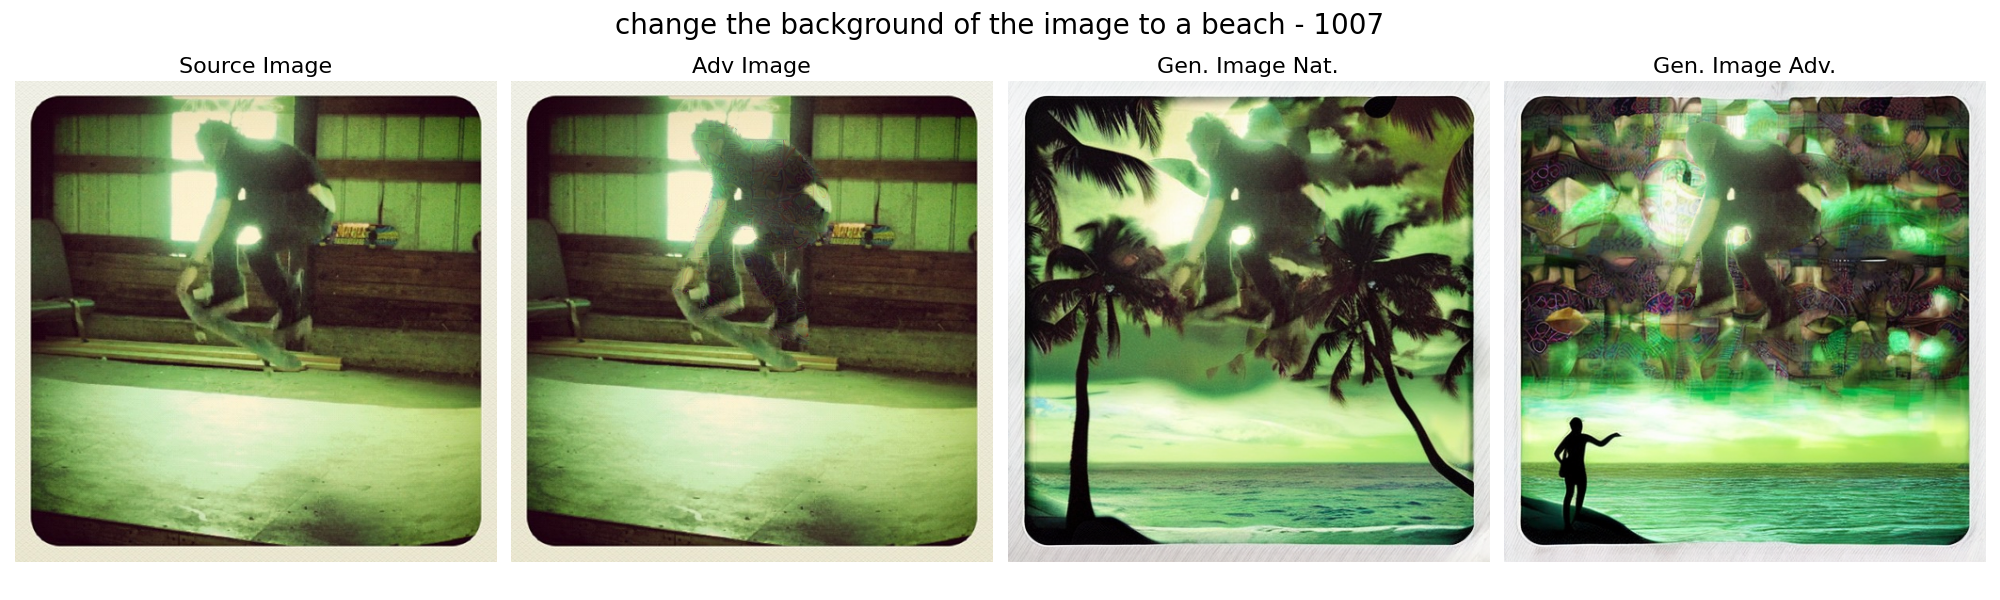 change the background of the image to a beach - 1007
Source Image
Adv Image
Gen. Image Nat.
Gen. Image Adv.